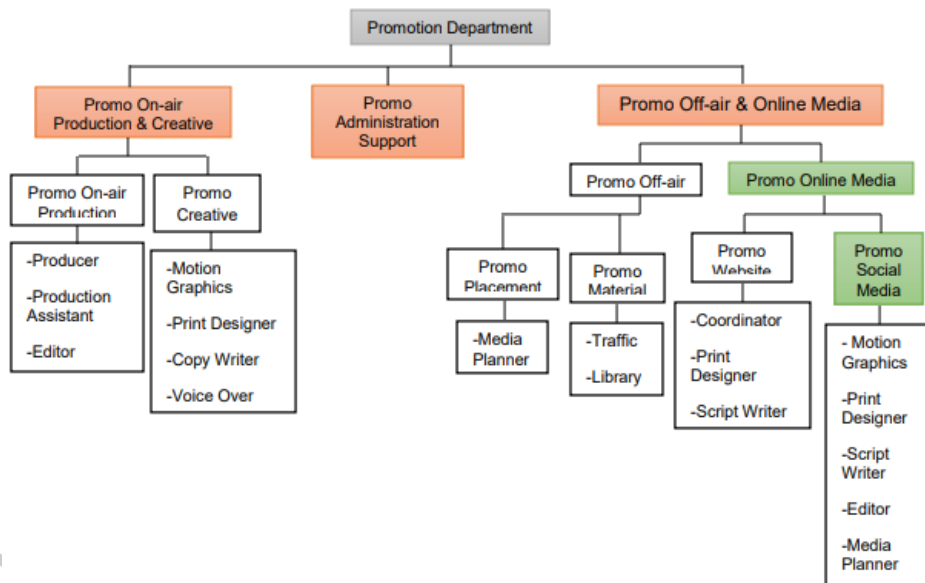 Promotion Department
Promo On-air
Production & Creative
Promo
Administration
Support
Promo Off-air & Online Media
Promo On-air
Production
Promo
Creative
Promo Off-air
Promo Online Media
-Producer
-Production
Assistant
-Editor
-Motion
Graphics
-Print Designer
-Copy Writer
-Voice Over
Promo
Placement
Promo
Material
Promo
Website
Promo
Social
Media
-Media
Planner
-Traffic
-Library
-Coordinator
-Print
Designer
-Script Writer
- Motion
Graphics
-Print
Designer
-Script
Writer
-Editor
-Media
Planner